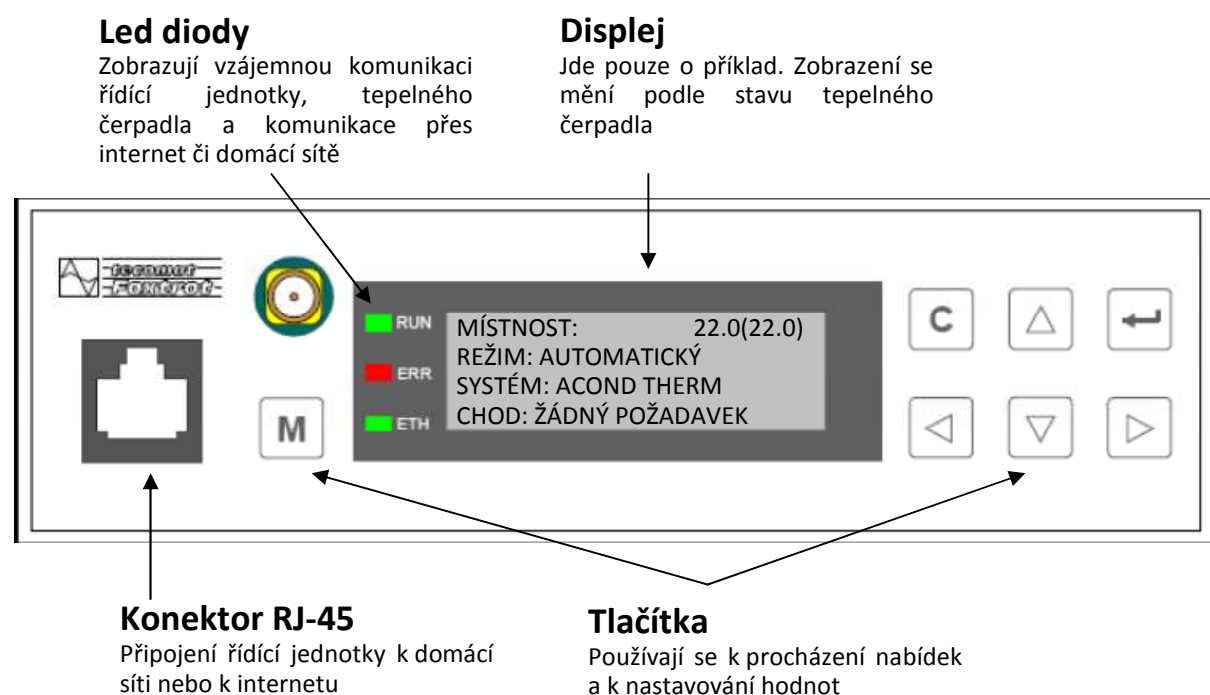 Led diody
Zobrazují vzájemnou komunikaci
řídící jednotky, tepelného
čerpadla a komunikace přes
internet či domácí sítě
Displej
Jde pouze o příklad. Zobrazení se
mění podle stavu tepelného
čerpadla
tecomat
Foxtrot
RUN
ERR
ETH
MÍSTNOST: 22.0(22.0)
REŽIM: AUTOMATICKÝ
SYSTÉM: ACOND THERM
CHOD: ŽÁDNÝ POŽADAVEK
C
M
Konektor RJ-45
Připojení řídící jednotky k domácí
síti nebo k internetu
Tlačítka
Používají se k procházení nabídek
a k nastavování hodnot